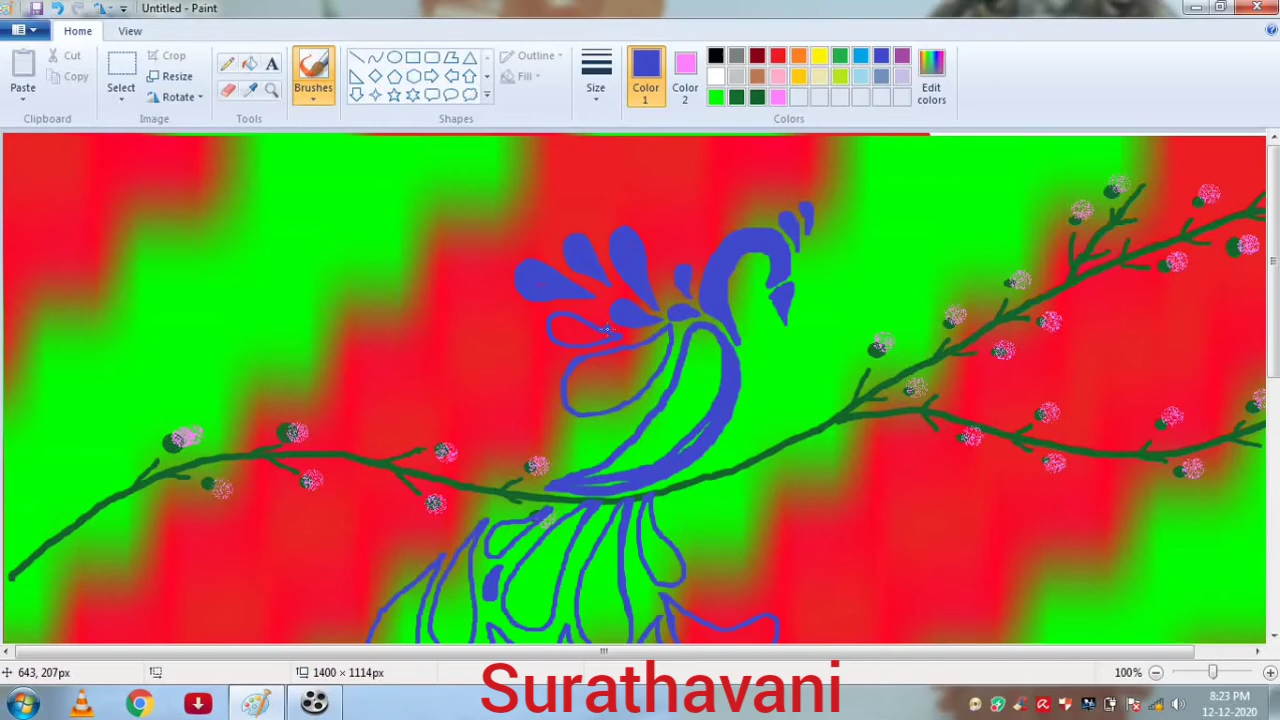 Untitled - Paint
Home
View
Paste
Cut
Copy
Clipboard
Select
Crop
Resize
Rotate
Image
Tools
Brushes
Outline
Fill
Shapes
Size
Color
1
Color
2
Edit
colors
Colors
643, 207px
1400 × 1114px
100%
Surathavani
8:23 PM
12-12-2020